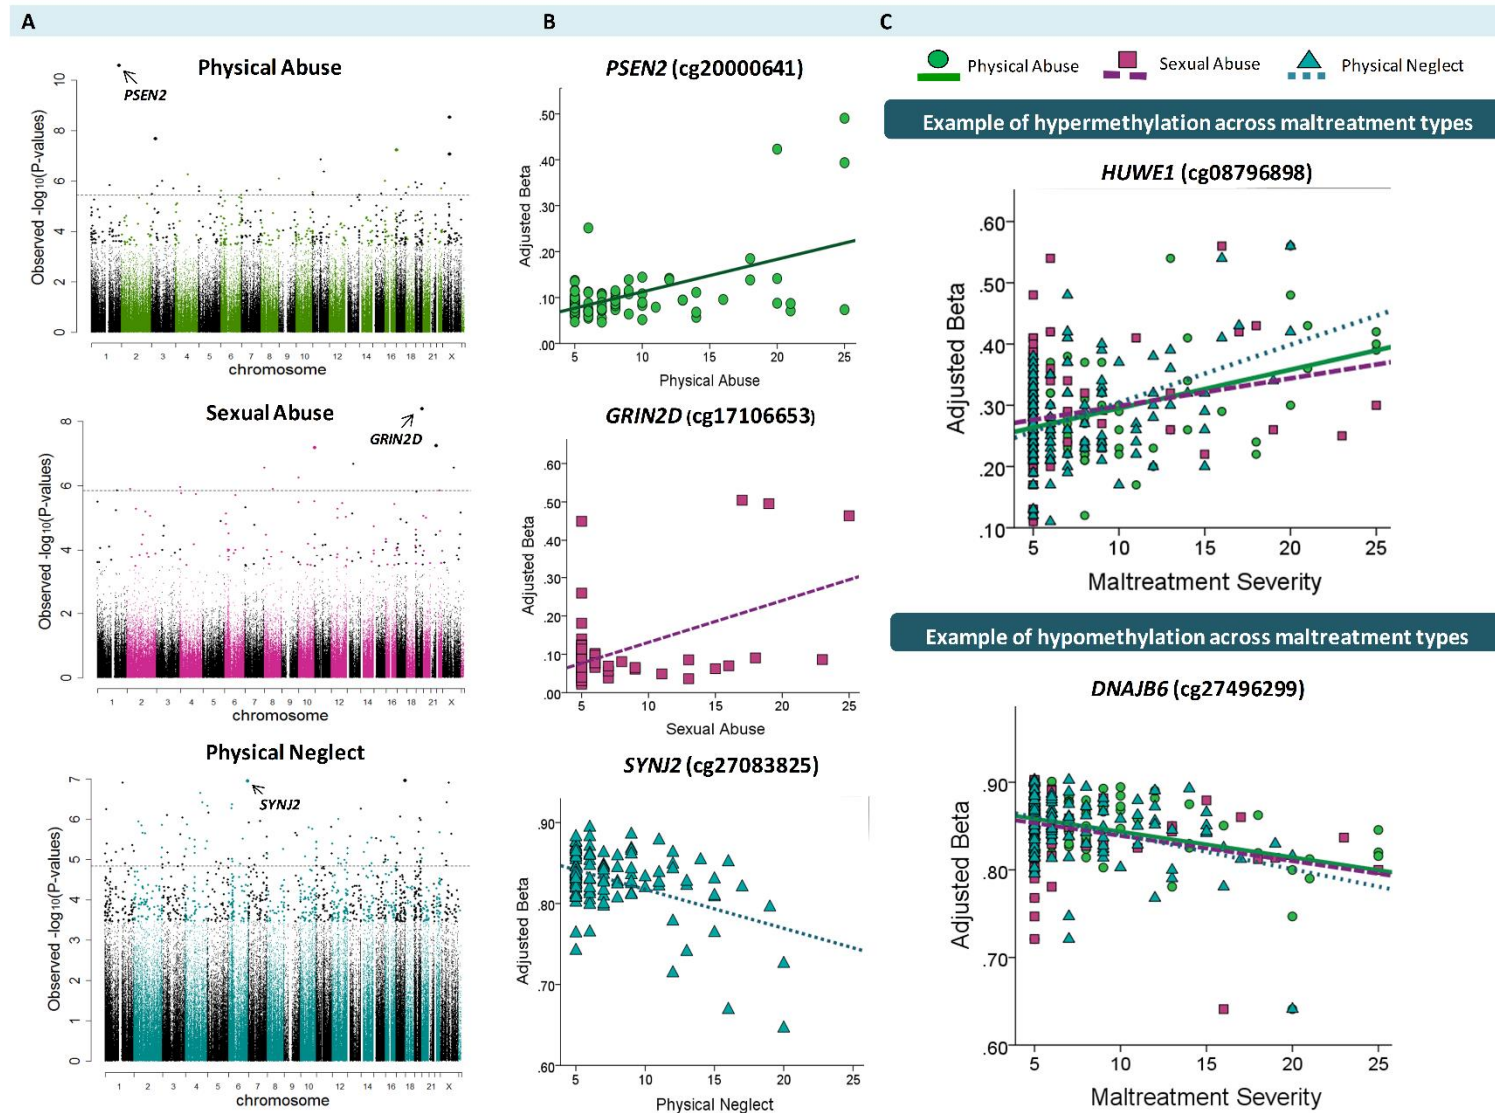 A
B
C
Physical Abuse
PSEN2
Observed -log10(P-values)
10
8
6
4
2
0
1 2 3 4 5 6 7 8 9 10 12 14 16 18 21 X
chromosome
Sexual Abuse
GRIN2D
Observed -log10(P-values)
8
6
4
2
0
1 2 3 4 5 6 7 8 9 10 12 14 16 18 21 X
chromosome
Physical Neglect
SYNJ2
Observed -log10(P-values)
7
6
5
4
3
2
1
0
1 2 3 4 5 6 7 8 9 10 12 14 16 18 21 X
chromosome
PSEN2 (cg20000641)
Adjusted Beta
.50
.40
.30
.20
.10
.00
5 10 15 20 25
Physical Abuse
GRIN2D (cg17106653)
Adjusted Beta
.60
.50
.40
.30
.20
.10
.00
5 10 15 20 25
Sexual Abuse
SYNJ2 (cg27083825)
Adjusted Beta
.90
.80
.70
.60
5 10 15 20 25
Physical Neglect
Physical Abuse Sexual Abuse Physical Neglect
Example of hypermethylation across maltreatment types
HUWE1 (cg08796898)
Adjusted Beta
.60
.50
.40
.30
.20
.10
5 10 15 20 25
Maltreatment Severity
Example of hypomethylation across maltreatment types
DNAJB6 (cg27496299)
Adjusted Beta
.90
.80
.70
.60
5 10 15 20 25
Maltreatment Severity